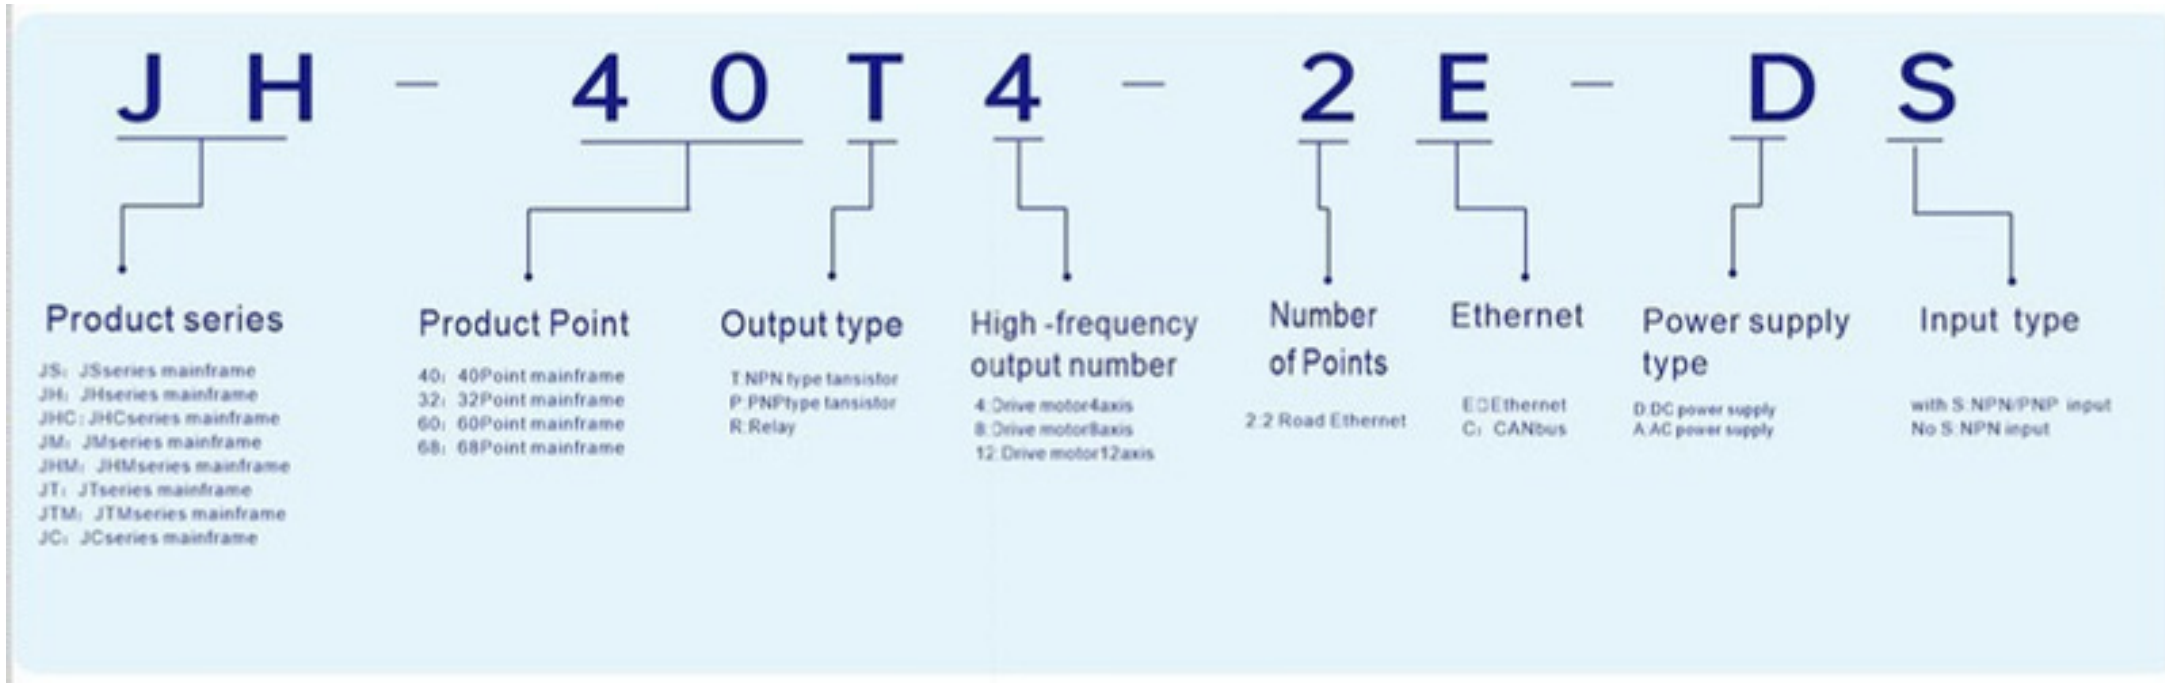 JH - 40T4 - 2E - DS
Product series
JS: JSseries mainframe
JH: JHseries mainframe
JHC: JHCseries mainframe
JM: JMseries mainframe
JHM: JHMseries mainframe
JT: JTseries mainframe
JTM: JTMseries mainframe
JC: JCseries mainframe
Product Point
40: 40Point mainframe
32: 32Point mainframe
60: 60Point mainframe
68: 68Point mainframe
Output type
T:NPN type tansistor
P:PNPtype tansistor
R:Relay
High -frequency
output number
4:Drive motor4axis
8:Drive motor8axis
12:Drive motor12axis
Number
of Points
2:2 Road Ethernet
Ethernet
E:Ethernet
C: CANbus
Power supply
type
D:DC power supply
A:AC power supply
Input type
with S:NPN/PNP input
No S:NPN input